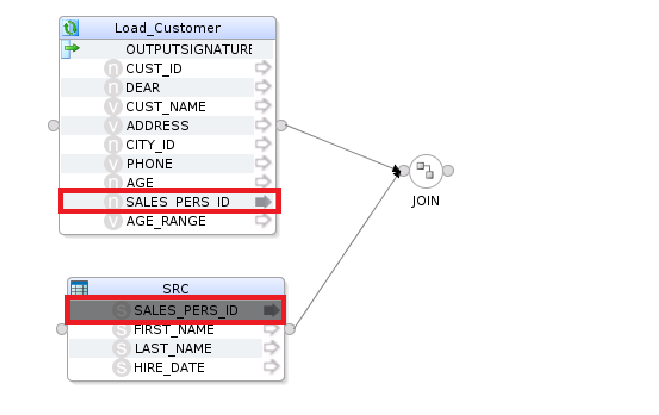 Load_Customer
OUTPUTSIGNATURE
n CUST_ID
n DEAR
v CUST_NAME
v ADDRESS
n CITY_ID
v PHONE
n AGE
n SALES_PERS_ID
v AGE_RANGE
JOIN
SRC
S SALES_PERS_ID
S FIRST_NAME
S LAST_NAME
S HIRE_DATE